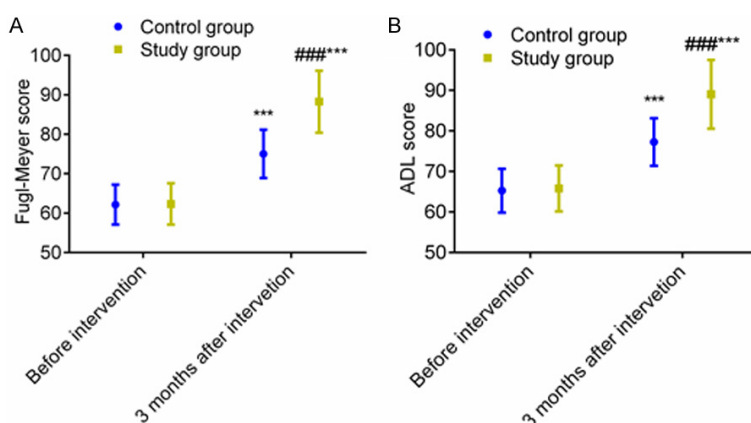 A
Control group
Study group
Fugl-Meyer score
100
90
80
70
60
50
***
###***
Before intervention
3 months after intervetion
B
Control group
Study group
ADL score
100
90
80
70
60
50
***
###***
Before intervention
3 months after intervention